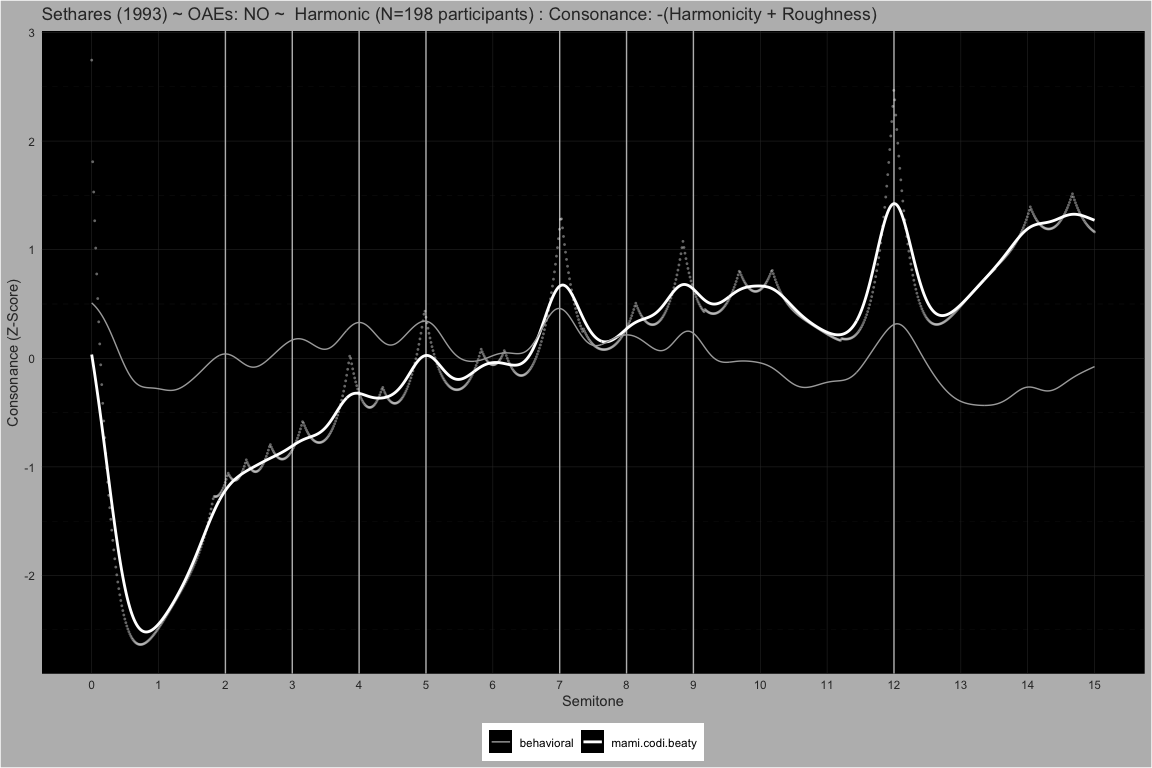 Sethares (1993) ~ OAEs: NO ~  Harmonic (N=198 participants) : Consonance: -(Harmonicity + Roughness)
3
2
1
0
-1
-2
Consonance (Z-Score)
0 1 2 3 4 5 6 7 8 9 10 11 12 13 14 15
Semitone
behavioral mami.codi.beaty